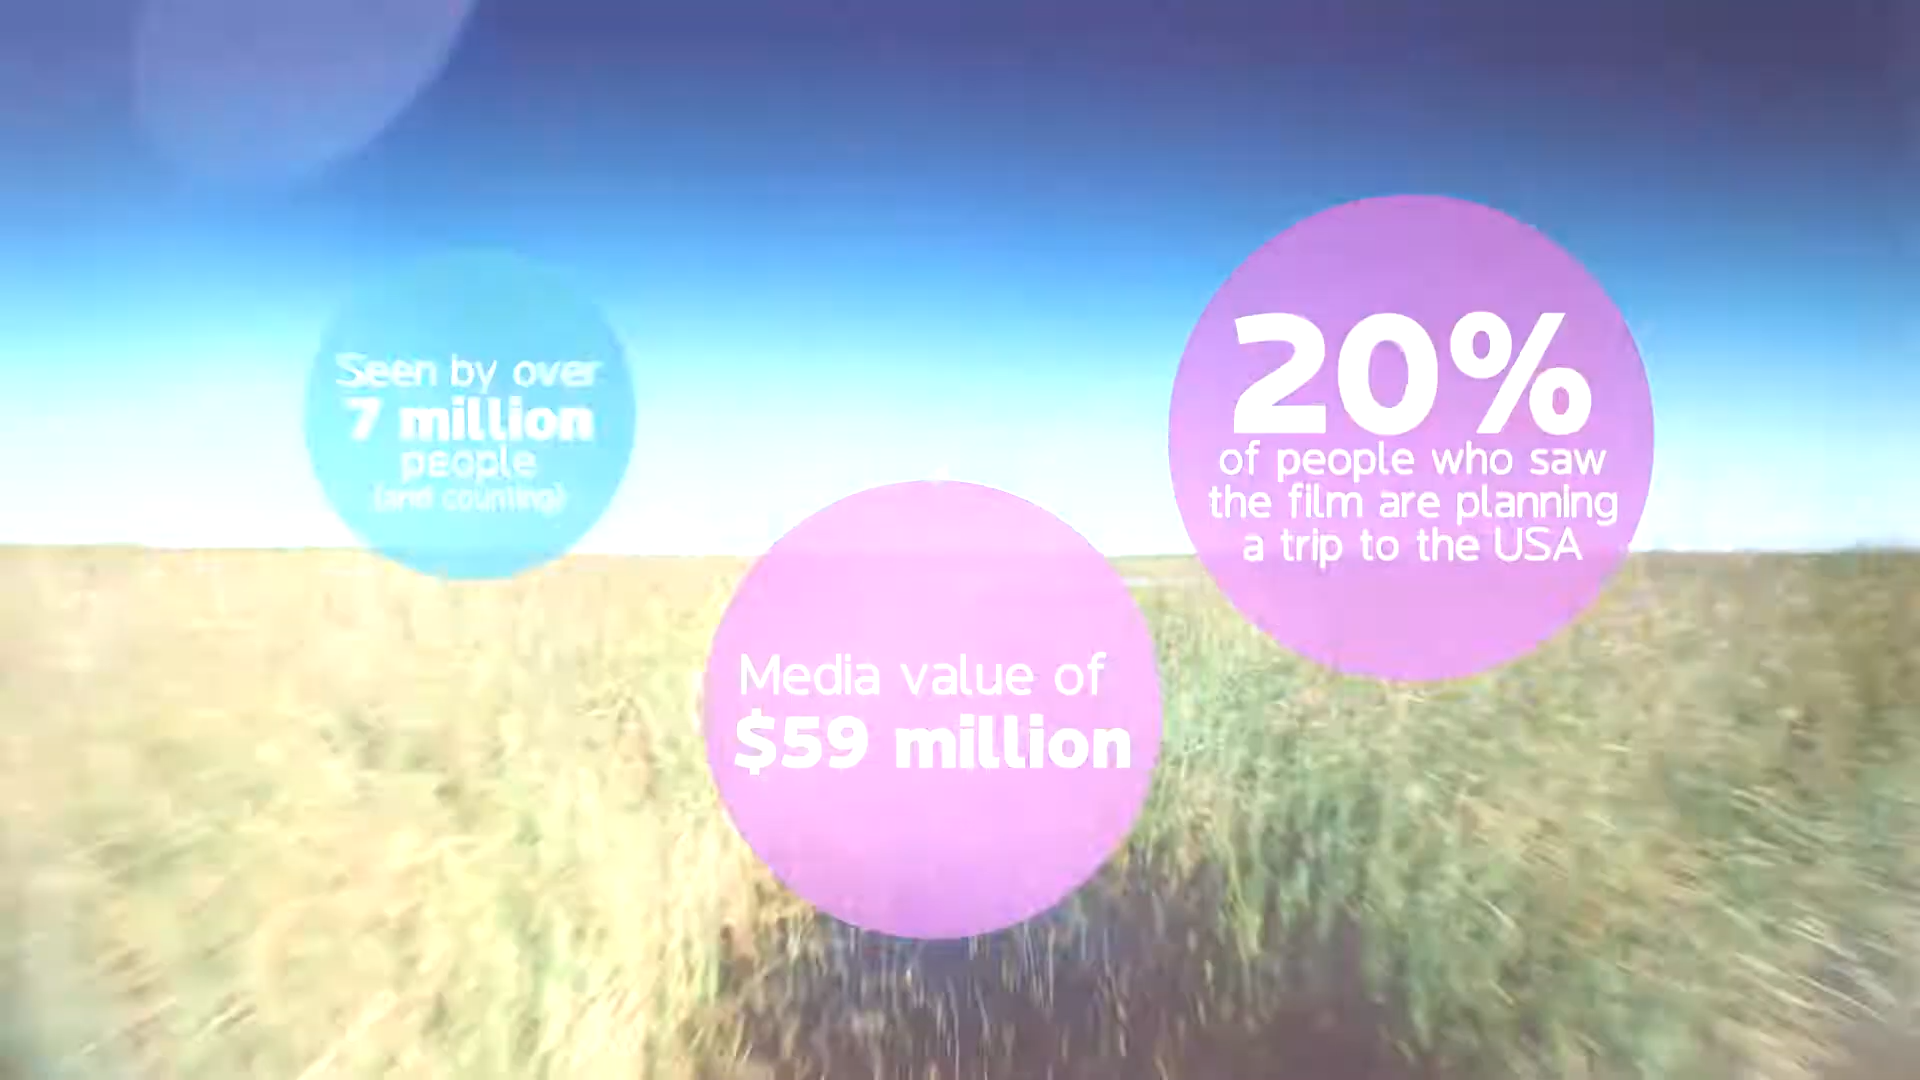 Seen by over
7 million
people
(and counting)
Media value of
$59 million
20%
of people who saw
the film are planning
a trip to the USA